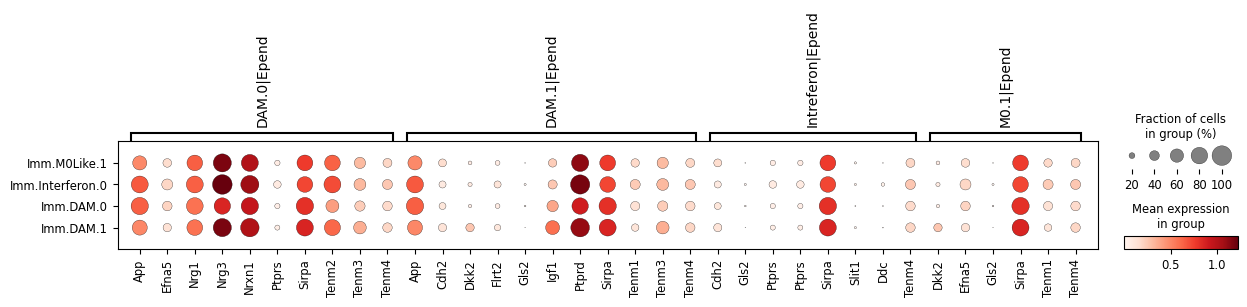 DAM.0|Epend
DAM.1|Epend
Intreferon|Epend
M0.1|Epend
Imm.M0Like.1
Imm.Interferon.0
Imm.DAM.0
Imm.DAM.1
App
Efna5
Nrg1
Nrg3
Nrxn1
Ptprs
Sirpa
Tenm2
Tenm3
Tenm4
App
Cdh2
Dkk2
Flrt2
Gls2
Igf1
Ptprd
Sirpa
Tenm1
Tenm3
Tenm4
Cdh2
Gls2
Ptprs
Ptprs
Sirpa
Slit1
Ddc
Tenm4
Dkk2
Efna5
Gls2
Sirpa
Tenm1
Tenm4
Fraction of cells
in group (%)
20 40 60 80 100
Mean expression
in group
0.5 1.0